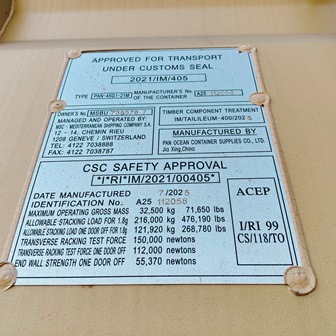 APPROVED FOR TRANSPORT
UNDER CUSTOMS SEAL
2021/IM/405
TYPE PAN-45G1-21M MANUFACTURER'S No. OF THE CONTAINER A25 112058
OWNER'S No MSBU
MANAGED AND OPERATED BY:
MSC - MEDITERRANEAN SHIPPING COMPANY S.A.
12 - 14, CHEMIN RIEU
1208 GENEVE / SWITZERLAND
TEL: 4122 7038888
FAX: 4122 7038787
TIMBER COMPONENT TREATMENT
IM/TAILILEUM-400/2025
MANUFACTURED BY
PAN OCEAN CONTAINER SUPPLIES CO., LTD.
Jia Xing, China
CSC SAFETY APPROVAL
*I*RI*IM/2021/00405*
DATE MANUFACTURED 7/2025
IDENTIFICATION No. A25 112058
MAXIMUM OPERATING GROSS MASS 32,500 kg 71,650 lbs
ALLOWABLE STACKING LOAD FOR 1.8g 216,000 kg 476,190 lbs
ALLOWABLE STACKING LOAD ONE DOOR OFF FOR 1.8g 121,920 kg 268,780 lbs
TRANSVERSE RACKING TEST FORCE 150,000 newtons
TRANSVERSE RACKING TEST FORCE ONE DOOR OFF 112,000 newtons
END WALL STRENGTH ONE DOOR OFF 55,370 newtons
ACEP
1/RI 99
CS/118/TO